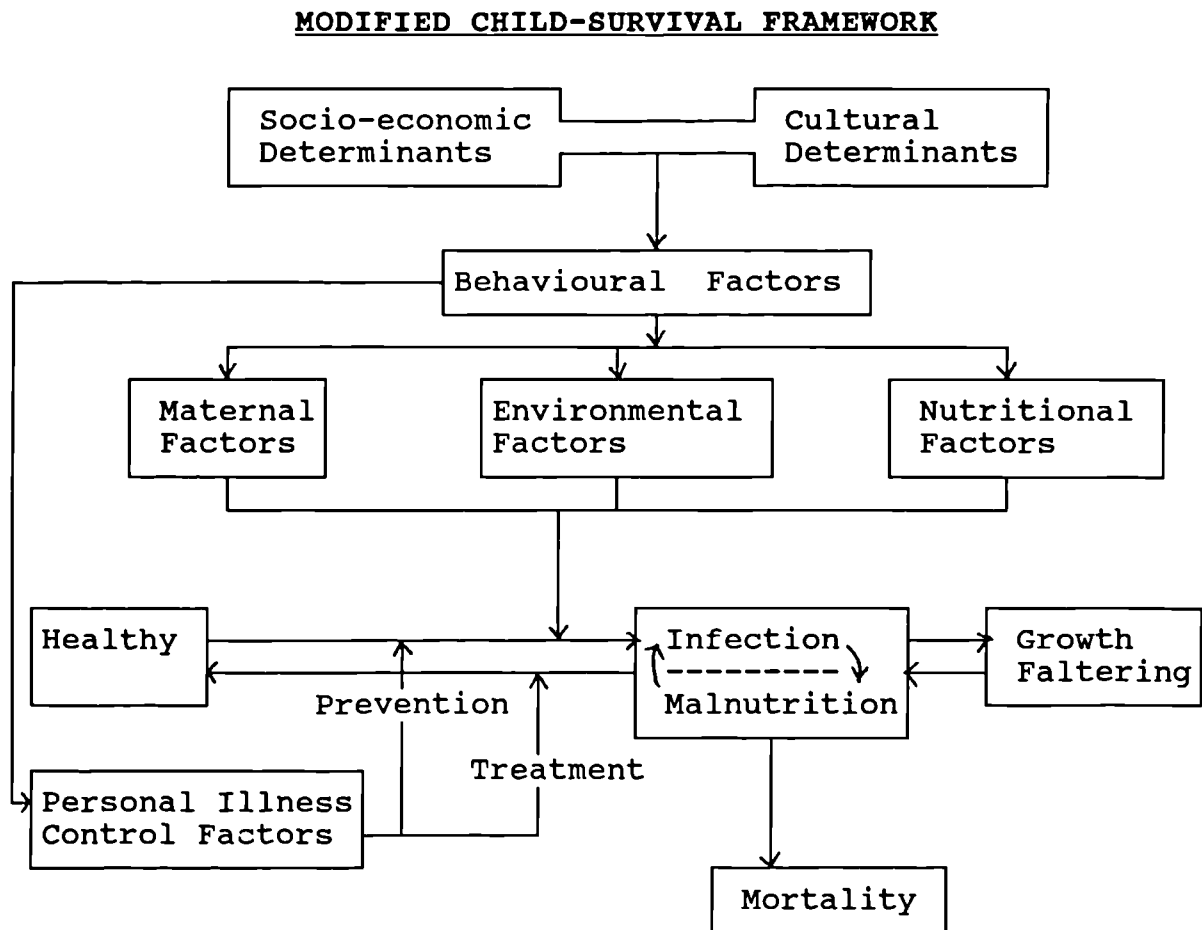 MODIFIED CHILD-SURVIVAL FRAMEWORK
Socio-economic
Determinants
Cultural
Determinants
Behavioural Factors
Maternal
Factors
Environmental
Factors
Nutritional
Factors
Healthy
Infection
Malnutrition
Growth
Faltering
Prevention
Treatment
Personal Illness
Control Factors
Mortality